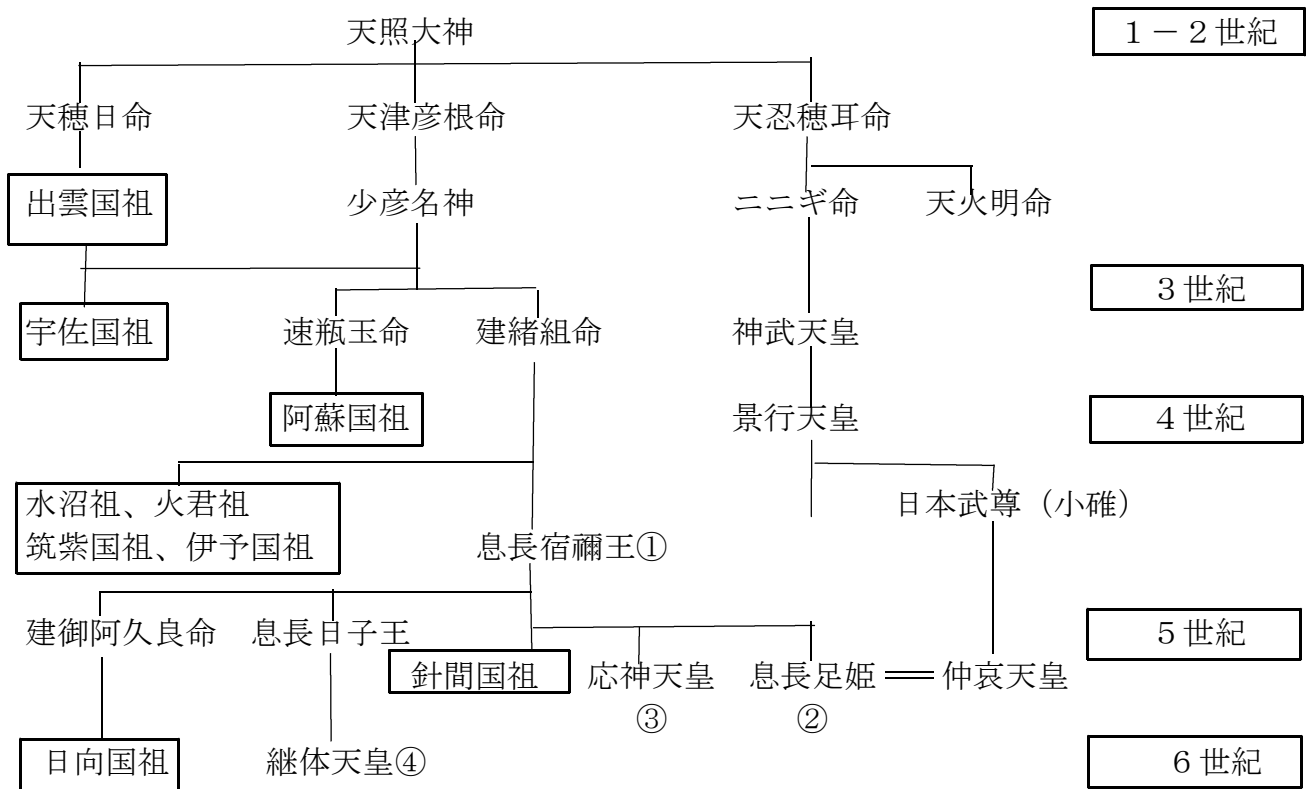 天照大神
1－2世紀
天穂日命
天津彦根命
天忍穂耳命
出雲国祖
少彦名神
ニニギ命
天火明命
3世紀
宇佐国祖
速瓶玉命
建緒組命
神武天皇
阿蘇国祖
景行天皇
4世紀
水沼祖、火君祖
筑紫国祖、伊予国祖
日本武尊（小碓）
息長宿禰王①
建御阿久良命
息長日子王
5世紀
針間国祖
応神天皇
③
息長足姫
②
仲哀天皇
日向国祖
継体天皇④
6世紀